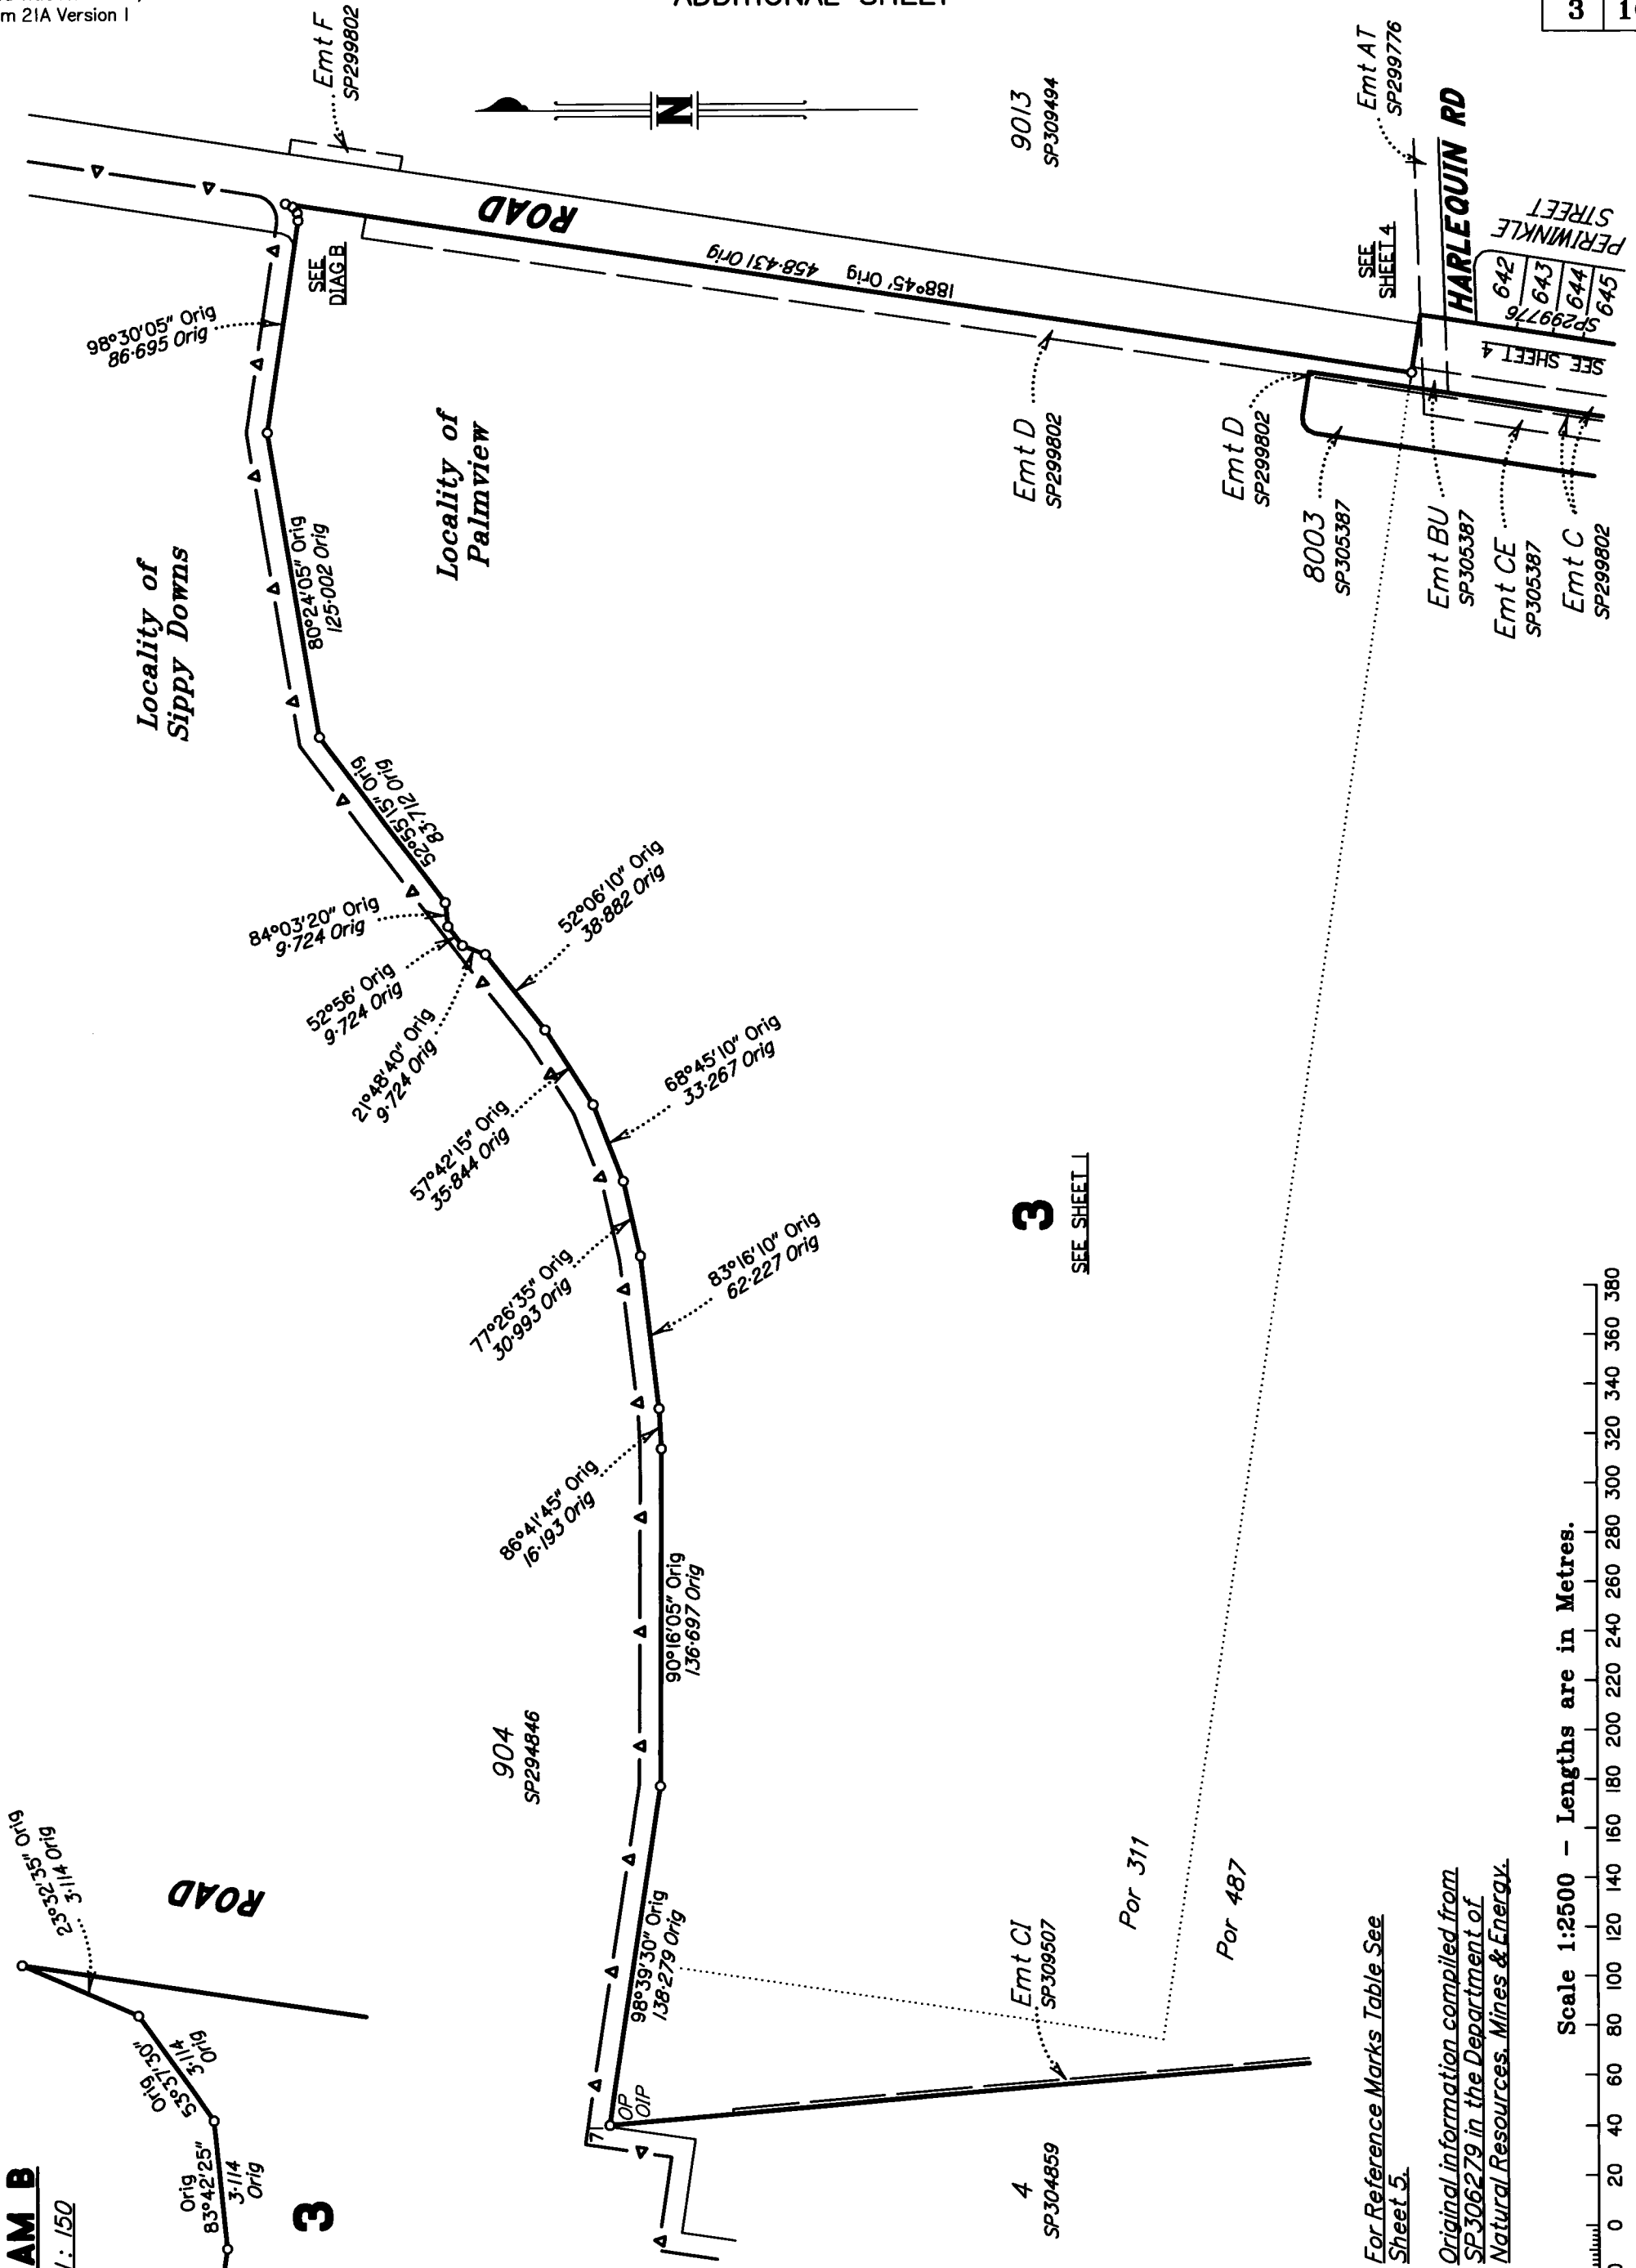 m 21A Version 1
ADDITIONAL SHEET
3
Emt F
SP299802
N
9013
SP309494
Emt AT
SP299776
HARLEQUIN RD
PERIWINKLE
STREET
642
643
644
645
SP299776
SEE SHEET 4
SEE
SHEET 4
ROAD
188°45' Orig
458·431 Orig
SEE
DIAG B
98°30'05" Orig
86·695 Orig
Locality of
Sippy Downs
Locality of
Palmview
80°24'05" Orig
125·002 Orig
Emt D
SP299802
Emt D
SP299802
8003
SP305387
Emt BU
SP305387
Emt CE
SP305387
Emt C
SP299802
52°55'15" Orig
83·712 Orig
84°03'20" Orig
9·724 Orig
52°56' Orig
9·724 Orig
21°48'40" Orig
9·724 Orig
52°06'10" Orig
38·882 Orig
57°42'15" Orig
35·844 Orig
68°45'10" Orig
33·267 Orig
77°26'35" Orig
30·993 Orig
83°16'10" Orig
62·227 Orig
86°41'45" Orig
16·193 Orig
3
SEE SHEET 1
90°16'05" Orig
136·697 Orig
904
SP294846
98°39'30" Orig
138·279 Orig
OP
OIP
7
Emt CI
SP309507
Por 311
Por 487
4
SP304859
AM B
1:150
83°42'25"
Orig
3·114
Orig
53°37'30"
Orig
3·114
Orig
23°32'35" Orig
3·114 Orig
ROAD
3
For Reference Marks Table See
Sheet 5.
Original information compiled from
SP306279 in the Department of
Natural Resources, Mines & Energy.
Scale 1:2500 – Lengths are in Metres.
0 20 40 60 80 100 120 140 160 180 200 220 240 260 280 300 320 340 360 380